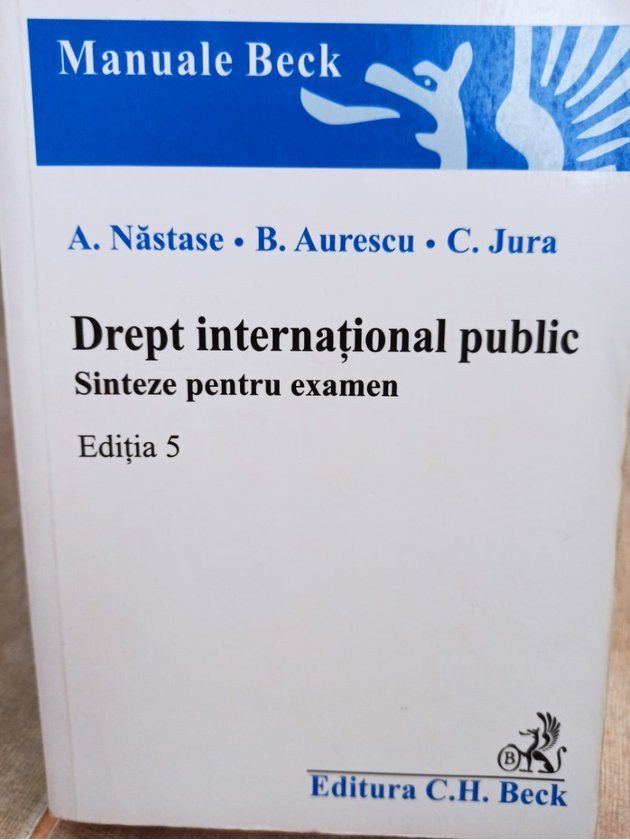 Manuale Beck
A. Năstase • B. Aurescu • C. Jura
Drept internațional public
Sinteze pentru examen
Ediția 5
B
Editura C.H. Beck